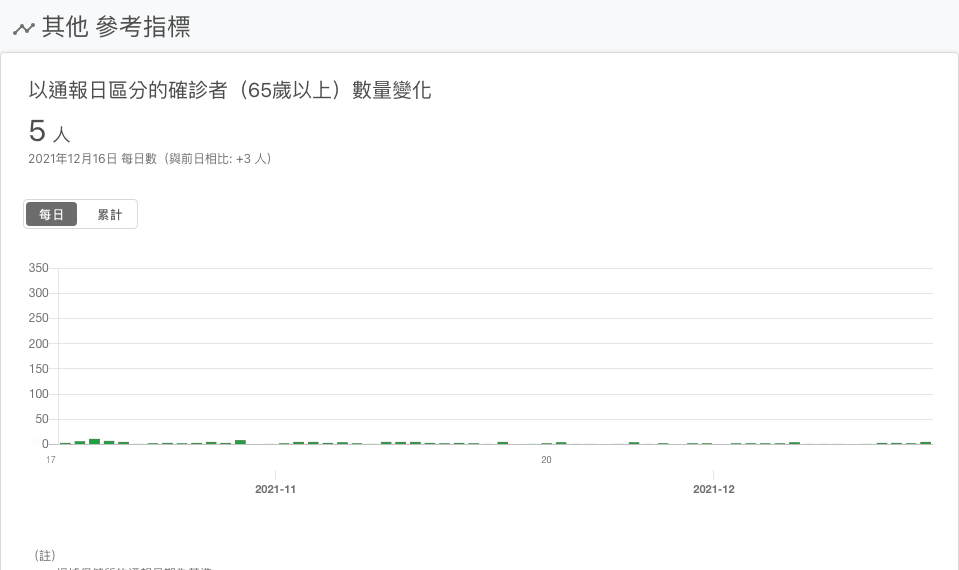 其他 參考指標
以通報日區分的確診者（65歲以上）數量變化
5 人
2021年12月16日 每日數（與前日相比: +3 人）
每日 累計
350
300
250
200
150
100
50
0
17 20
2021-11 2021-12
（註）